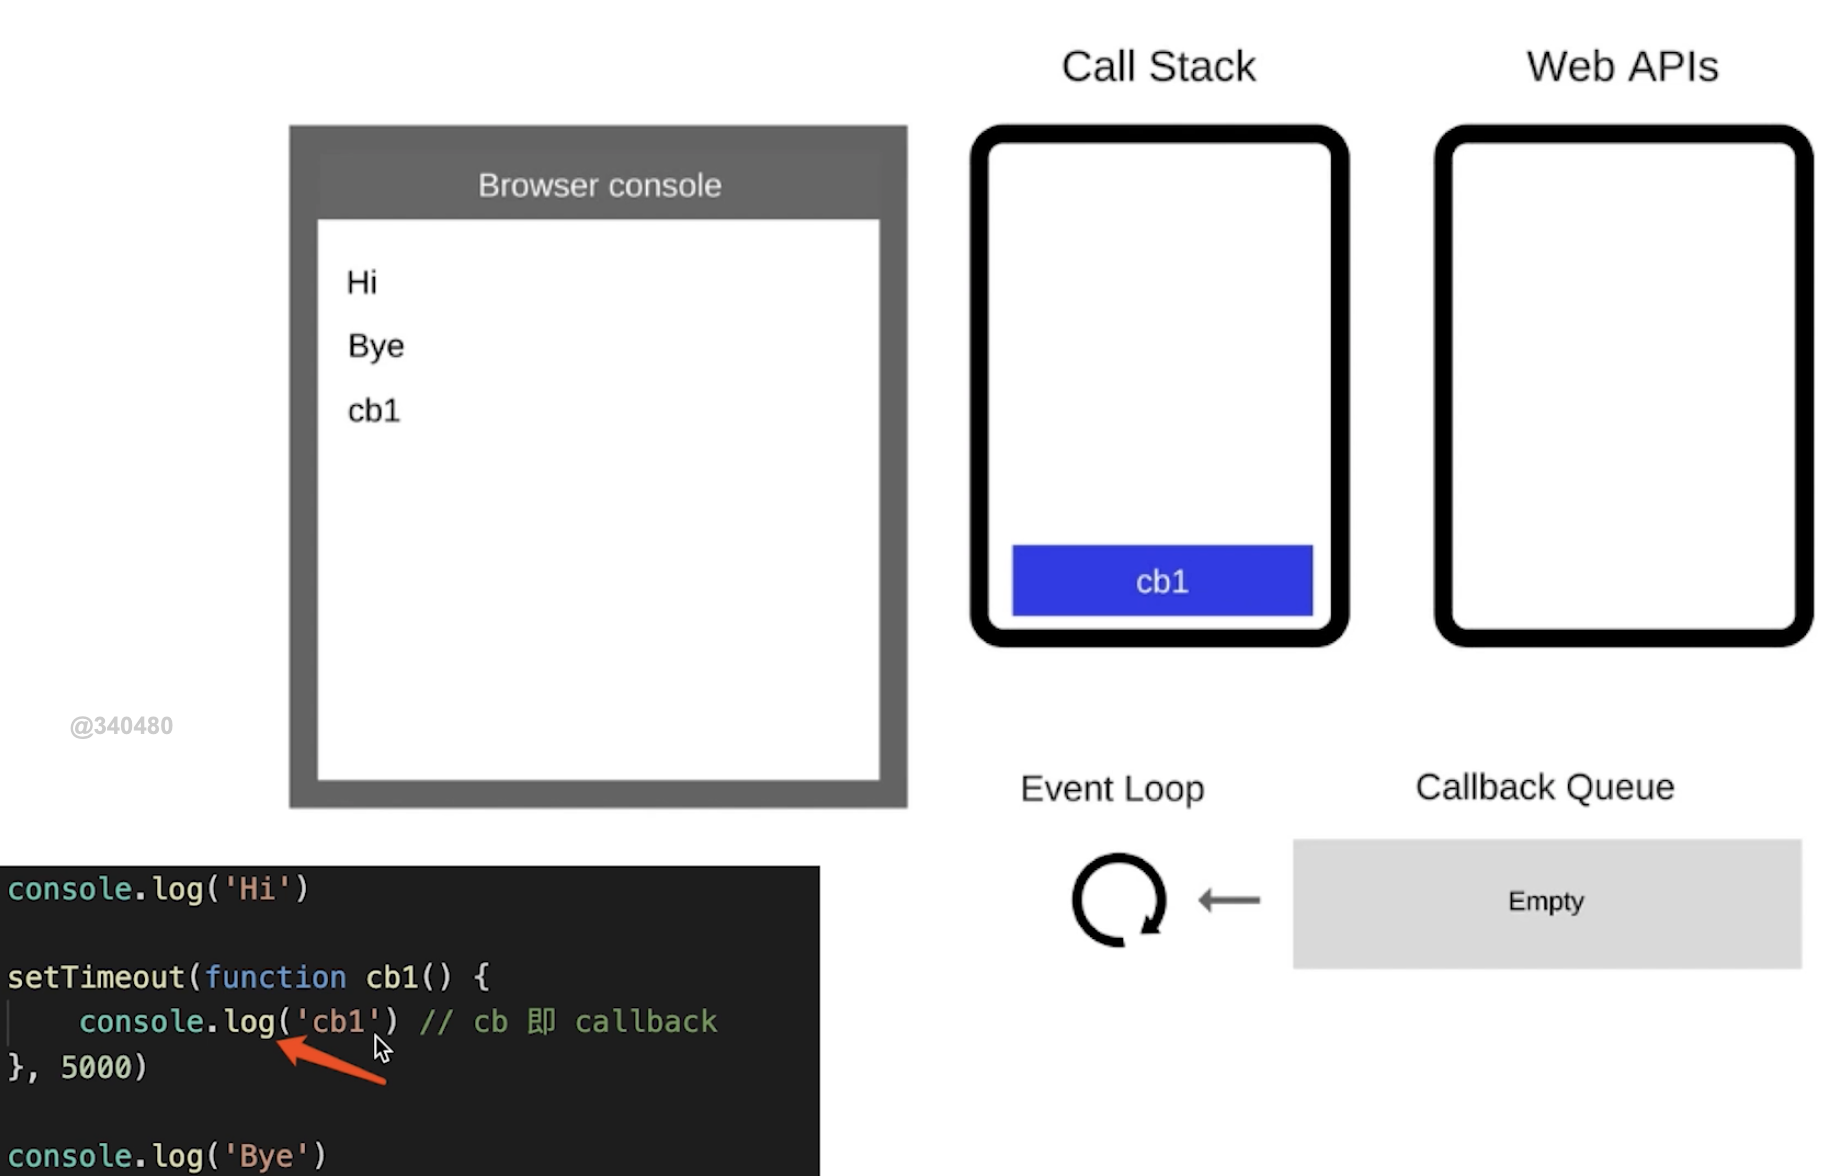 Call Stack
Web APIs
Browser console
Hi
Bye
cb1
cb1
@340480
Event Loop
Callback Queue
Empty
console.log('Hi')
setTimeout(function cb1() {
    console.log('cb1') // cb 即 callback
}, 5000)
console.log('Bye')